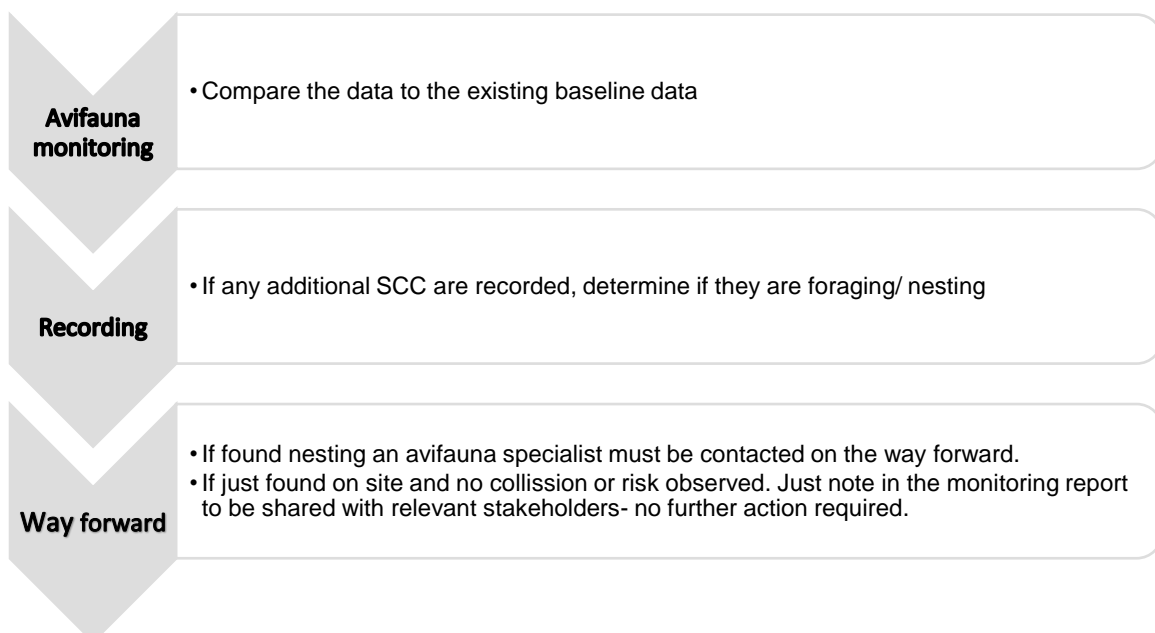 Avifauna
monitoring
• Compare the data to the existing baseline data
Recording
• If any additional SCC are recorded, determine if they are foraging/ nesting
Way forward
• If found nesting an avifauna specialist must be contacted on the way forward.
• If just found on site and no collission or risk observed. Just note in the monitoring report
to be shared with relevant stakeholders- no further action required.